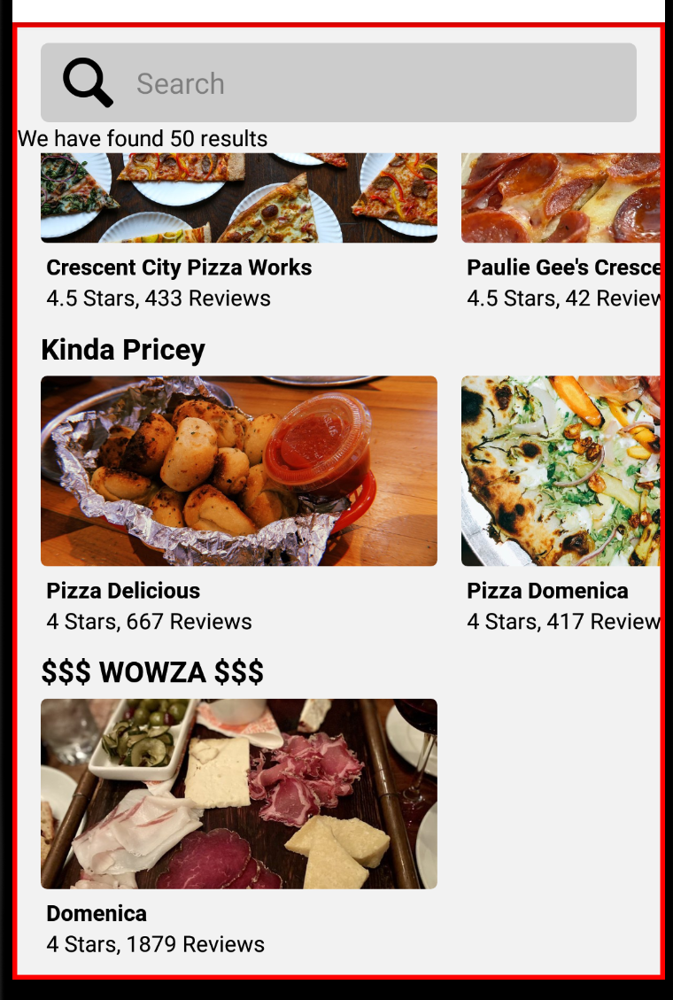 Search
We have found 50 results
Crescent City Pizza Works
4.5 Stars, 433 Reviews
Paulie Gee's Cresce
4.5 Stars, 42 Review
Kinda Pricey
Pizza Delicious
4 Stars, 667 Reviews
Pizza Domenica
4 Stars, 417 Review
$$$ WOWZA $$$
Domenica
4 Stars, 1879 Reviews